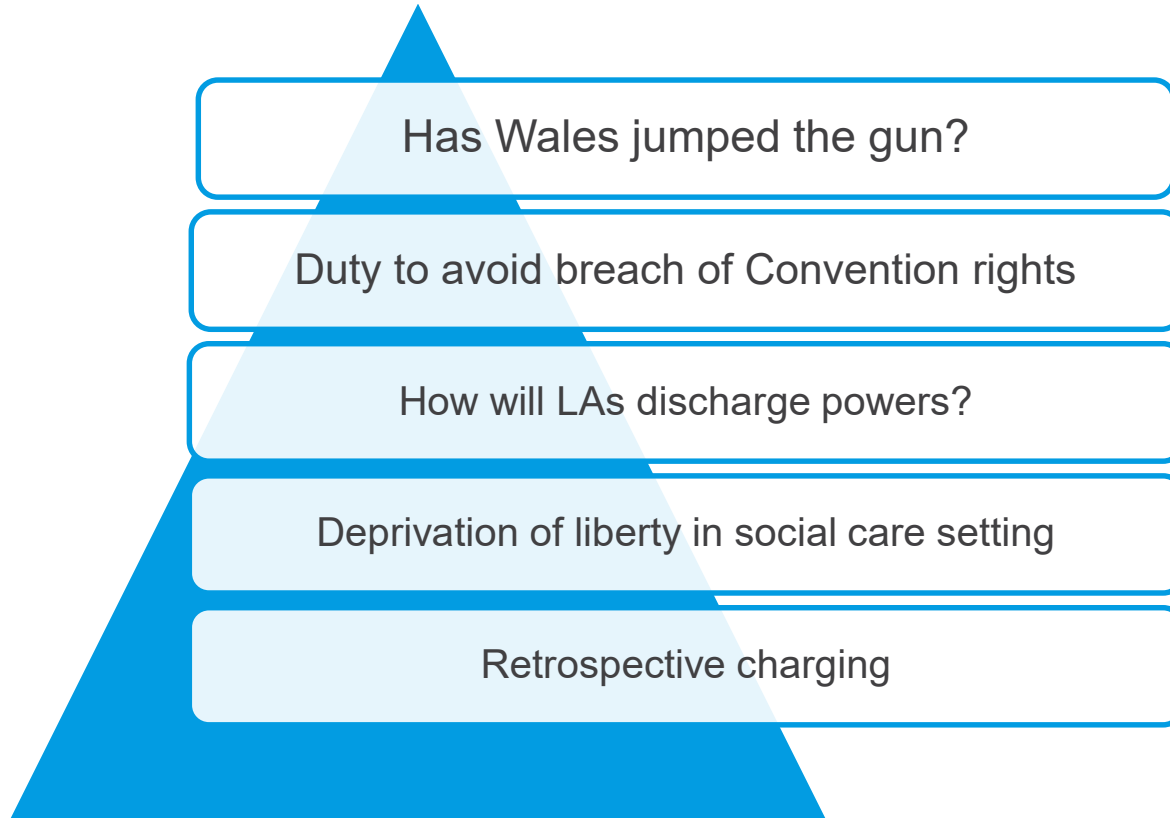 Has Wales jumped the gun?
Duty to avoid breach of Convention rights
How will LAs discharge powers?
Deprivation of liberty in social care setting
Retrospective charging